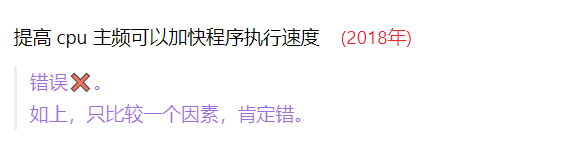 提高 cpu 主频可以加快程序执行速度 (2018年)
错误❌。
如上，只比较一个因素，肯定错。